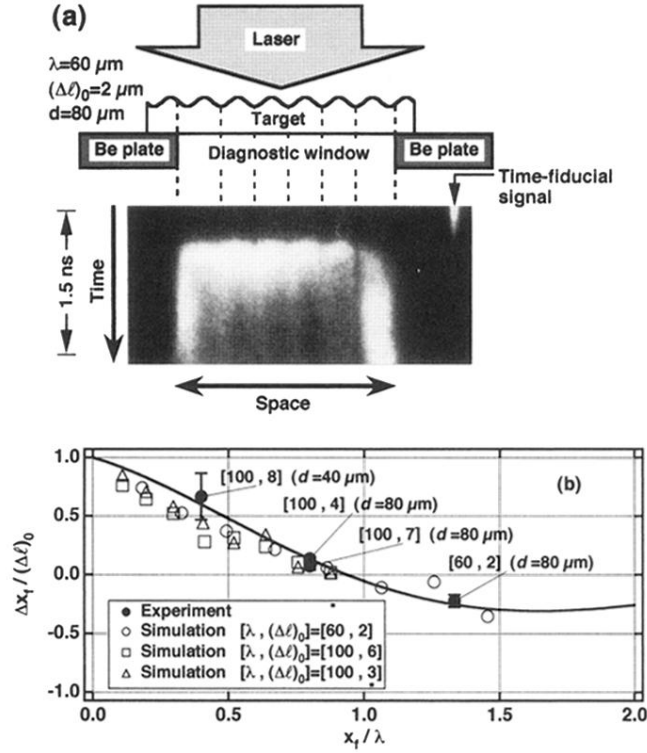 (a)
Laser
λ=60 μm
(Δℓ)₀=2 μm
d=80 μm
Target
Be plate
Diagnostic window
Be plate
Time-fiducial
signal
1.5 ns
Time
Space
(b)
[100 , 8] (d=40 μm)
[100 , 4] (d=80 μm)
[100 , 7] (d=80 μm)
[60 , 2] (d=80 μm)
Experiment
Simulation [λ , (Δℓ)₀]=[60 , 2]
Simulation [λ , (Δℓ)₀]=[100 , 6]
Simulation [λ , (Δℓ)₀]=[100 , 3]
Δx_f / (Δℓ)₀
1.0
0.5
0.0
-0.5
-1.0
0.0 0.5 1.0 1.5 2.0
x_f / λ